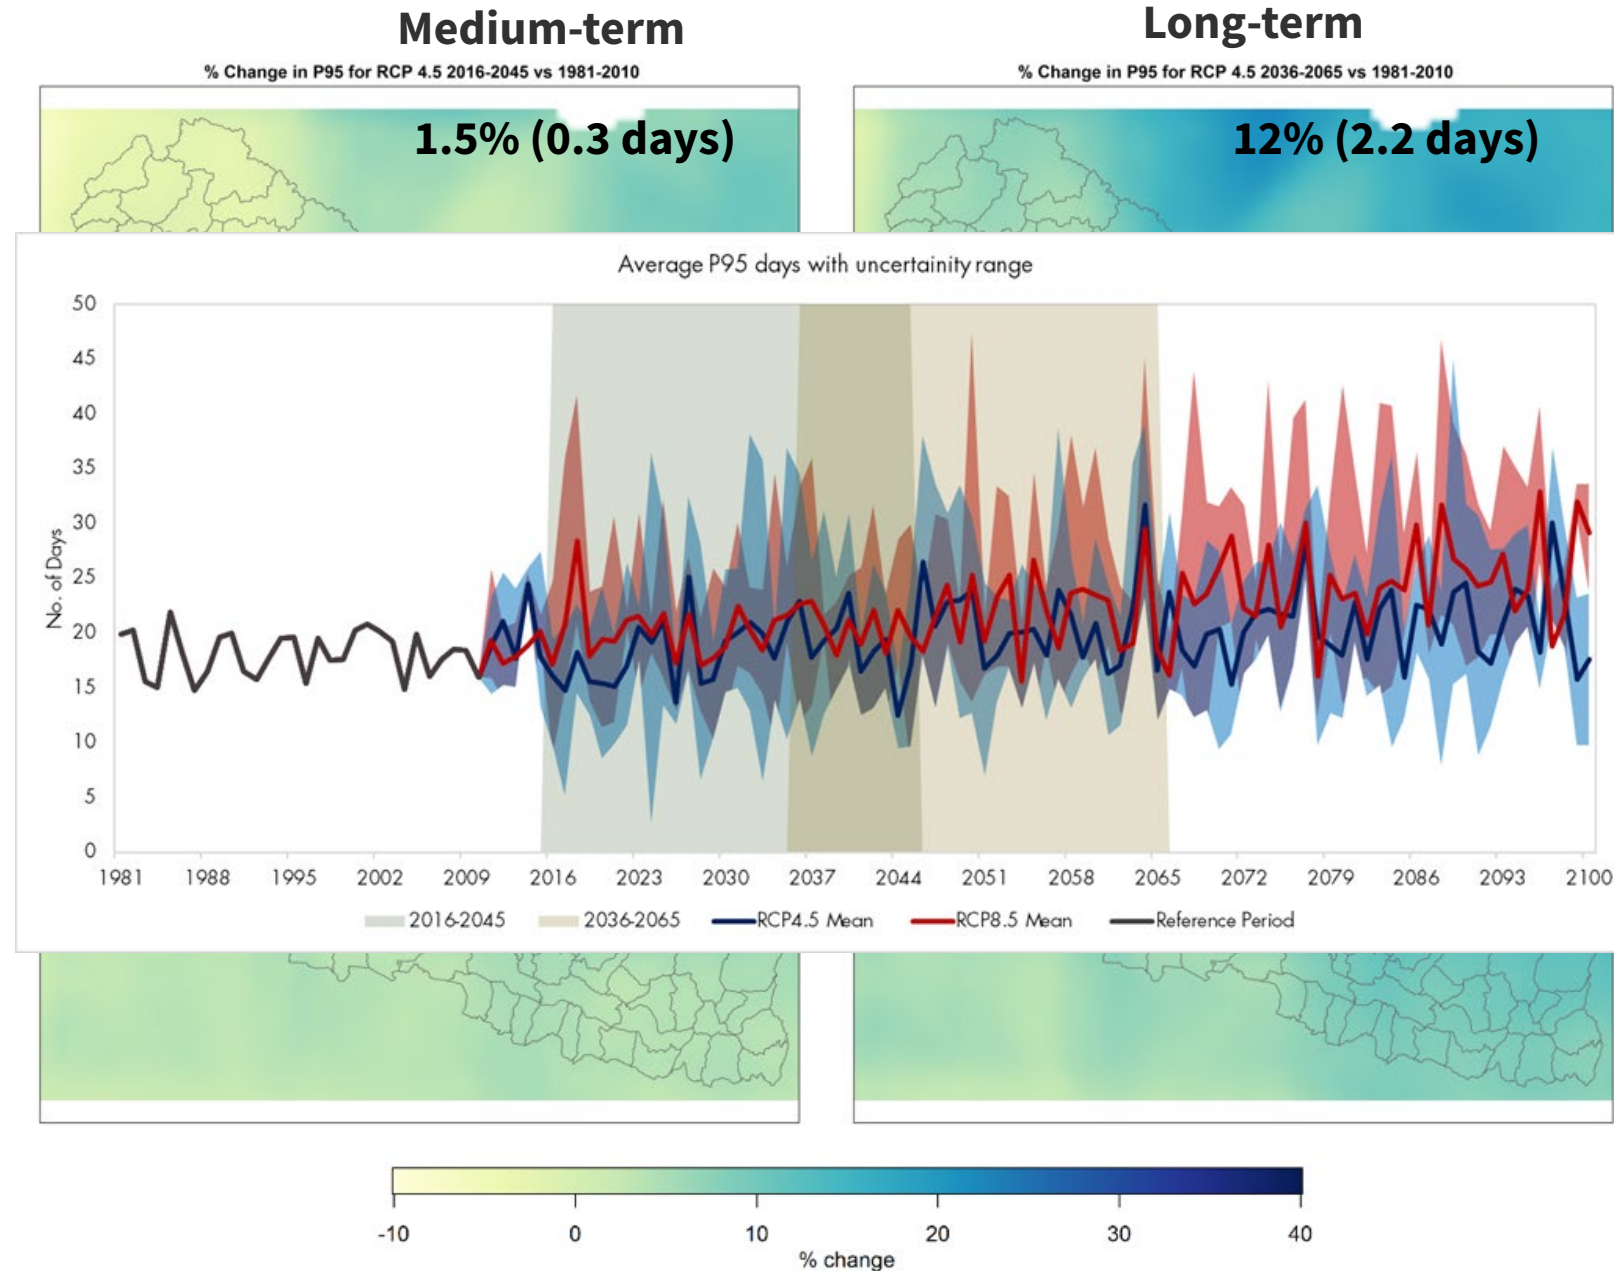 Medium-term
Long-term
% Change in P95 for RCP 4.5 2016-2045 vs 1981-2010
% Change in P95 for RCP 4.5 2036-2065 vs 1981-2010
1.5% (0.3 days)
12% (2.2 days)
Average P95 days with uncertainity range
50
45
40
35
30
25
20
15
10
5
0
No. of Days
1981 1988 1995 2002 2009 2016 2023 2030 2037 2044 2051 2058 2065 2072 2079 2086 2093 2100
2016-2045 2036-2065 RCP4.5 Mean RCP8.5 Mean Reference Period
-10 0 10 20 30 40
% change